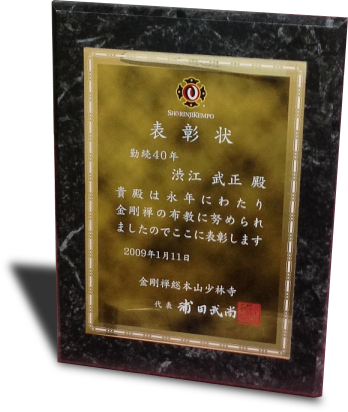 SHORINJIKEMPO
表彰状
勤続40年
渋江 武正 殿
貴殿は永年にわたり
金剛禅の布教に努められ
ましたのでここに表彰します
2009年1月11日
金剛禅総本山少林寺
代表 浦田武尚